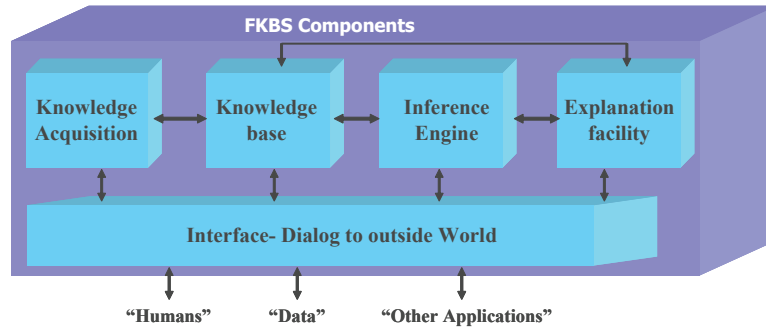 FKBS Components
Knowledge
Acquisition
Knowledge
base
Inference
Engine
Explanation
facility
Interface- Dialog to outside World
“Humans”
“Data”
“Other Applications”